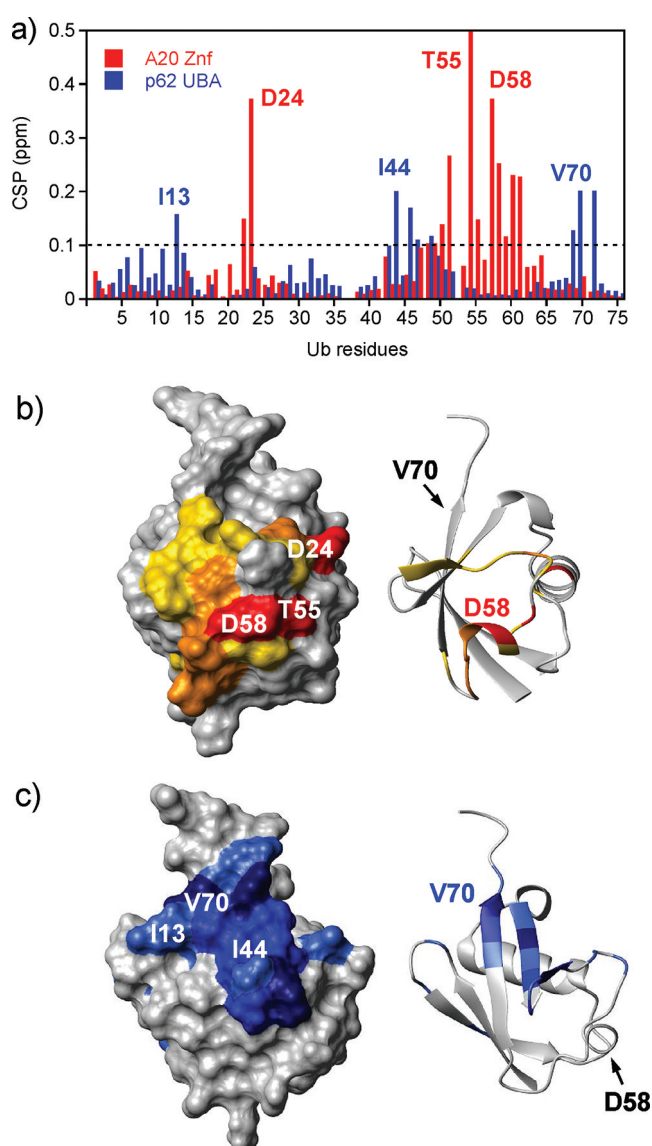 a)
CSP (ppm)
0.5
0.4
0.3
0.2
0.1
0
A20 Znf
p62 UBA
I13
D24
I44
T55
D58
V70
5 10 15 20 25 30 35 40 45 50 55 60 65 70 75
Ub residues
b)
D24
T55
D58
V70
D58
c)
V70
I13
I44
V70
D58